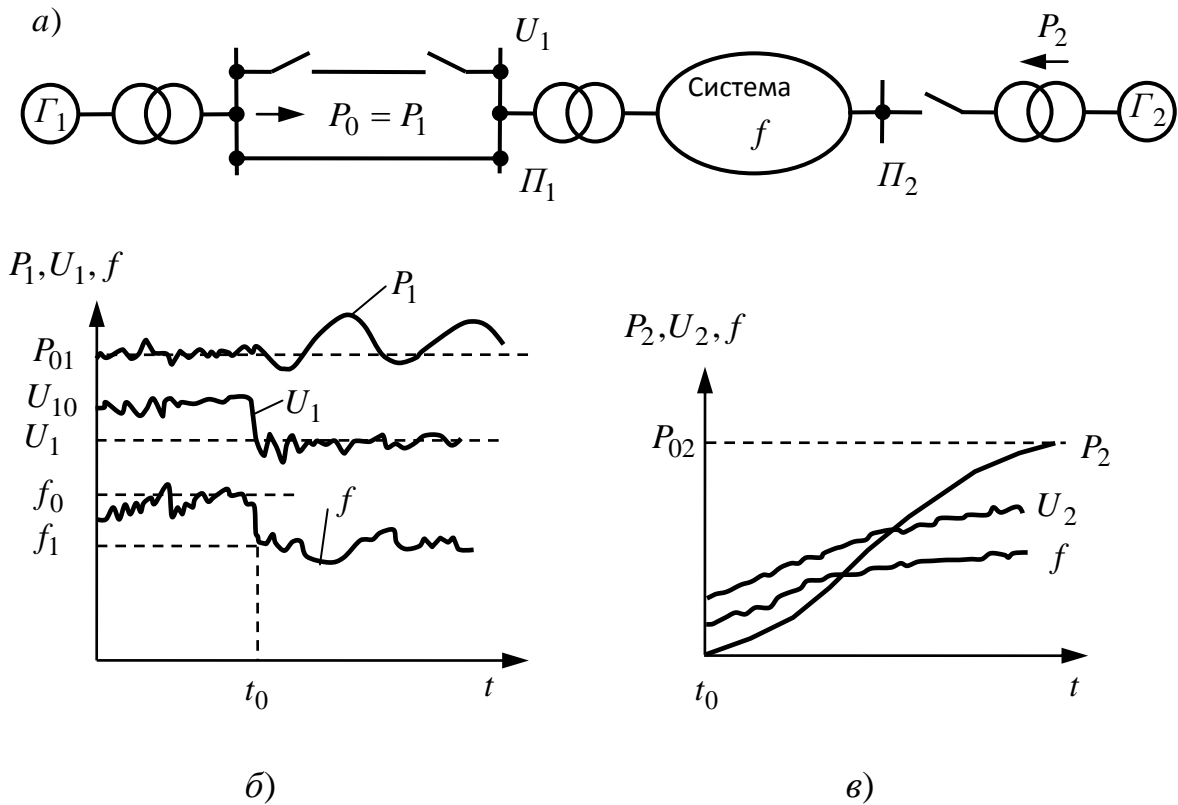 а)
U₁
P₂
Г₁
P₀ = P₁
Система
f
Г₂
П₁
П₂
P₁, U₁, f
P₁
P₀₁
U₁₀
U₁
U₁
f₀
f
f₁
t₀
t
P₂, U₂, f
P₀₂
P₂
U₂
f
t₀
t
б)
в)